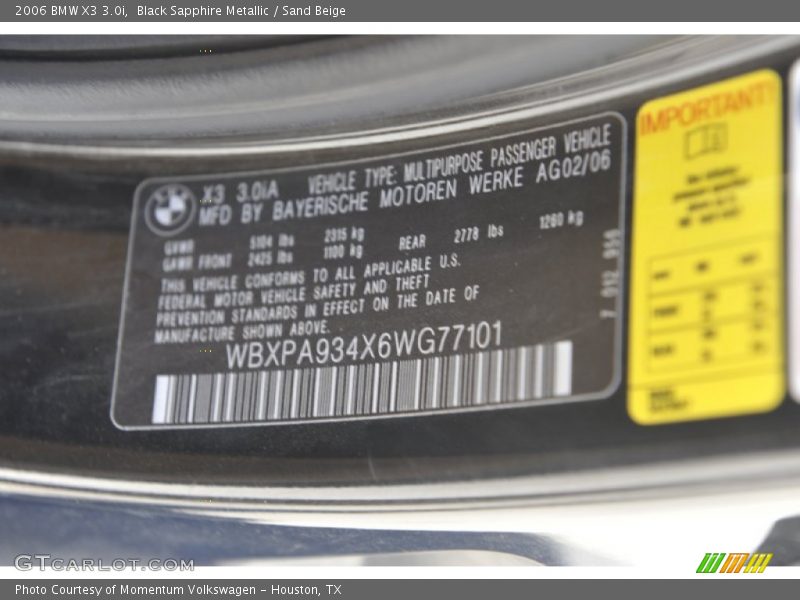 2006 BMW X3 3.0i,  Black Sapphire Metallic / Sand Beige
X3 3.0iA VEHICLE TYPE: MULTIPURPOSE PASSENGER VEHICLE
MFD BY BAYERISCHE MOTOREN WERKE AG02/06
GVWR 5104 lbs 2315 kg
GAWR FRONT 2425 lbs 1100 kg REAR 2778 lbs 1260 kg
THIS VEHICLE CONFORMS TO ALL APPLICABLE U.S.
FEDERAL MOTOR VEHICLE SAFETY AND THEFT
PREVENTION STANDARDS IN EFFECT ON THE DATE OF
MANUFACTURE SHOWN ABOVE.
WBXPA934X6WG77101
IMPORTANT!
GTCARLOT.COM
Photo Courtesy of Momentum Volkswagen – Houston, TX